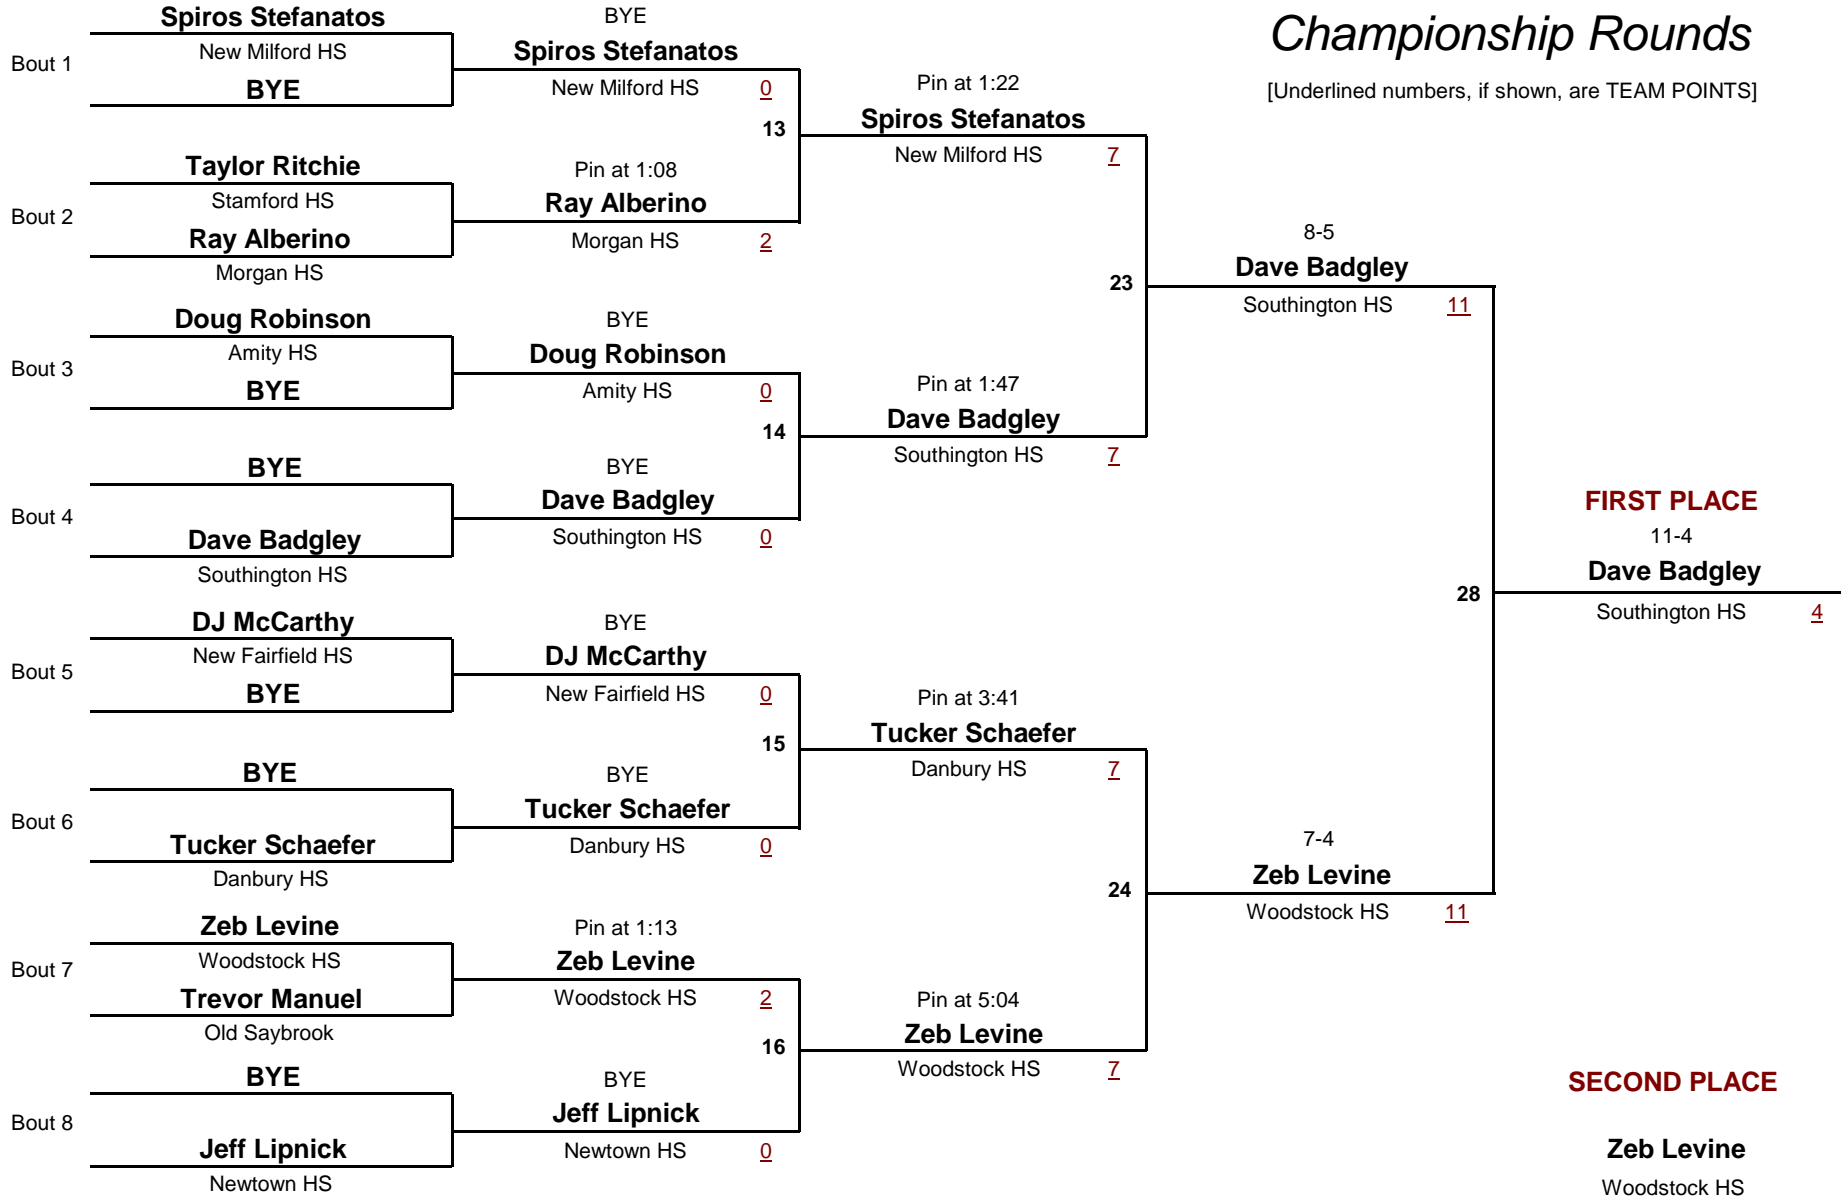 Championship Rounds
[Underlined numbers, if shown, are TEAM POINTS]
Bout 1
Spiros Stefanatos
New Milford HS
BYE
Bout 2
Taylor Ritchie
Stamford HS
Ray Alberino
Morgan HS
Bout 3
Doug Robinson
Amity HS
BYE
Bout 4
BYE
Dave Badgley
Southington HS
Bout 5
DJ McCarthy
New Fairfield HS
BYE
Bout 6
BYE
Tucker Schaefer
Danbury HS
Bout 7
Zeb Levine
Woodstock HS
Trevor Manuel
Old Saybrook
Bout 8
BYE
Jeff Lipnick
Newtown HS
BYE
Spiros Stefanatos
New Milford HS 0
13
Pin at 1:08
Ray Alberino
Morgan HS 2
BYE
Doug Robinson
Amity HS 0
14
BYE
Dave Badgley
Southington HS 0
BYE
DJ McCarthy
New Fairfield HS 0
15
BYE
Tucker Schaefer
Danbury HS 0
Pin at 1:13
Zeb Levine
Woodstock HS 2
16
BYE
Jeff Lipnick
Newtown HS 0
Pin at 1:22
Spiros Stefanatos
New Milford HS 7
23
Pin at 1:47
Dave Badgley
Southington HS 7
Pin at 3:41
Tucker Schaefer
Danbury HS 7
24
Pin at 5:04
Zeb Levine
Woodstock HS 7
8-5
Dave Badgley
Southington HS 11
28
7-4
Zeb Levine
Woodstock HS 11
FIRST PLACE
11-4
Dave Badgley
Southington HS 4
SECOND PLACE
Zeb Levine
Woodstock HS